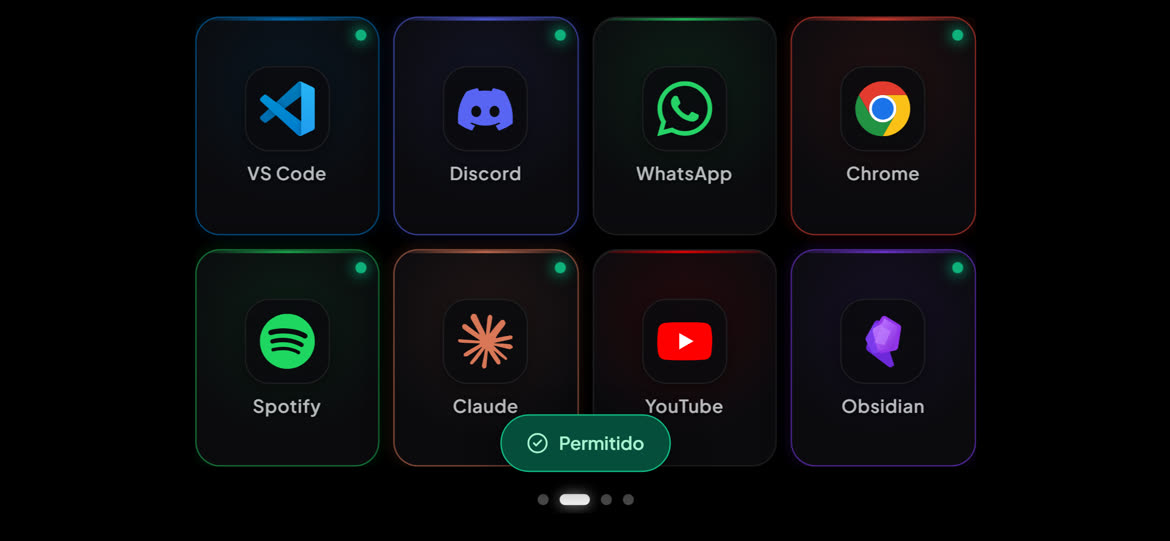 VS Code
Discord
WhatsApp
Chrome
Spotify
Claude
YouTube
Obsidian
Permitido